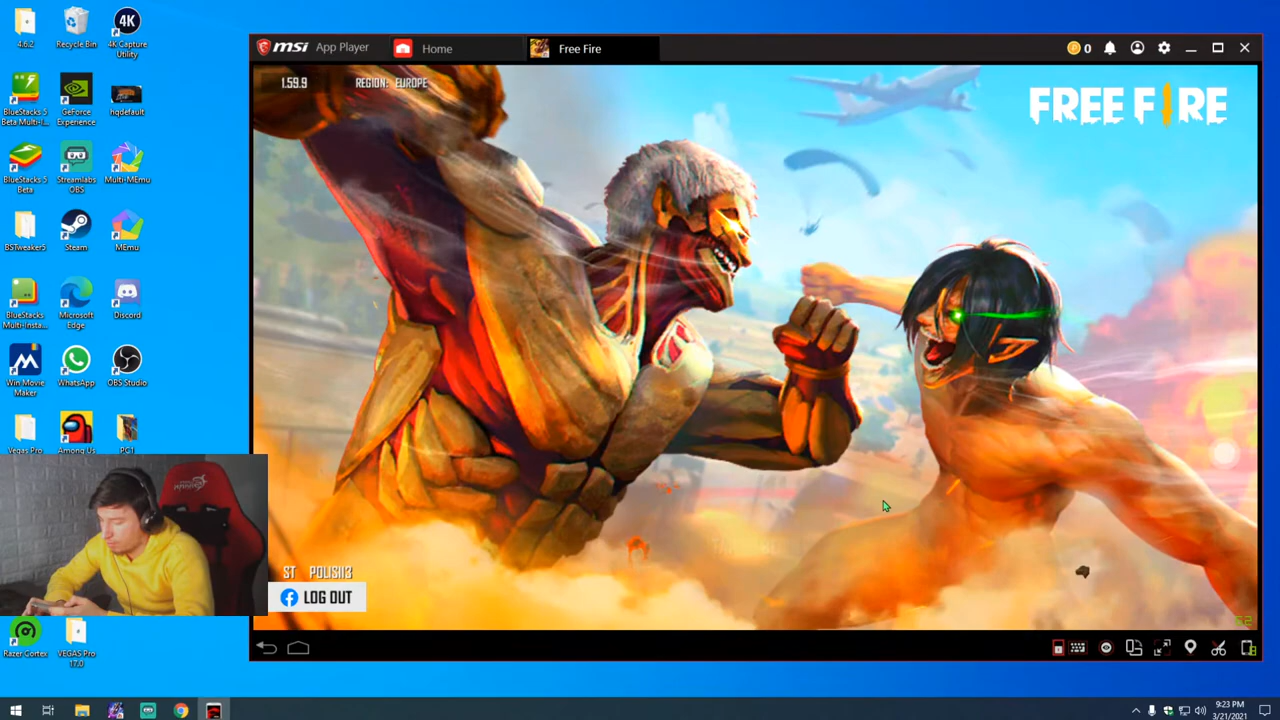 4.6.2
Recycle Bin
4K
4K Capture
Utility
BlueStacks 5
Beta Multi-I...
GeForce
Experience
hqdefault
BlueStacks 5
Beta
Streamlabs
OBS
Multi-MEmu
BSTweaker5
Steam
MEmu
BlueStacks
Multi-Insta...
Microsoft
Edge
Discord
Win Movie
Maker
WhatsApp
OBS Studio
Vegas Pro
Among Us
PC1
Razer Cortex
VEGAS Pro
17.0
msi App Player
Home
Free Fire
0
1.59.9
REGION: EUROPE
FREE FIRE
ST POLISH13
LOG OUT
9:23 PM
3/21/2021